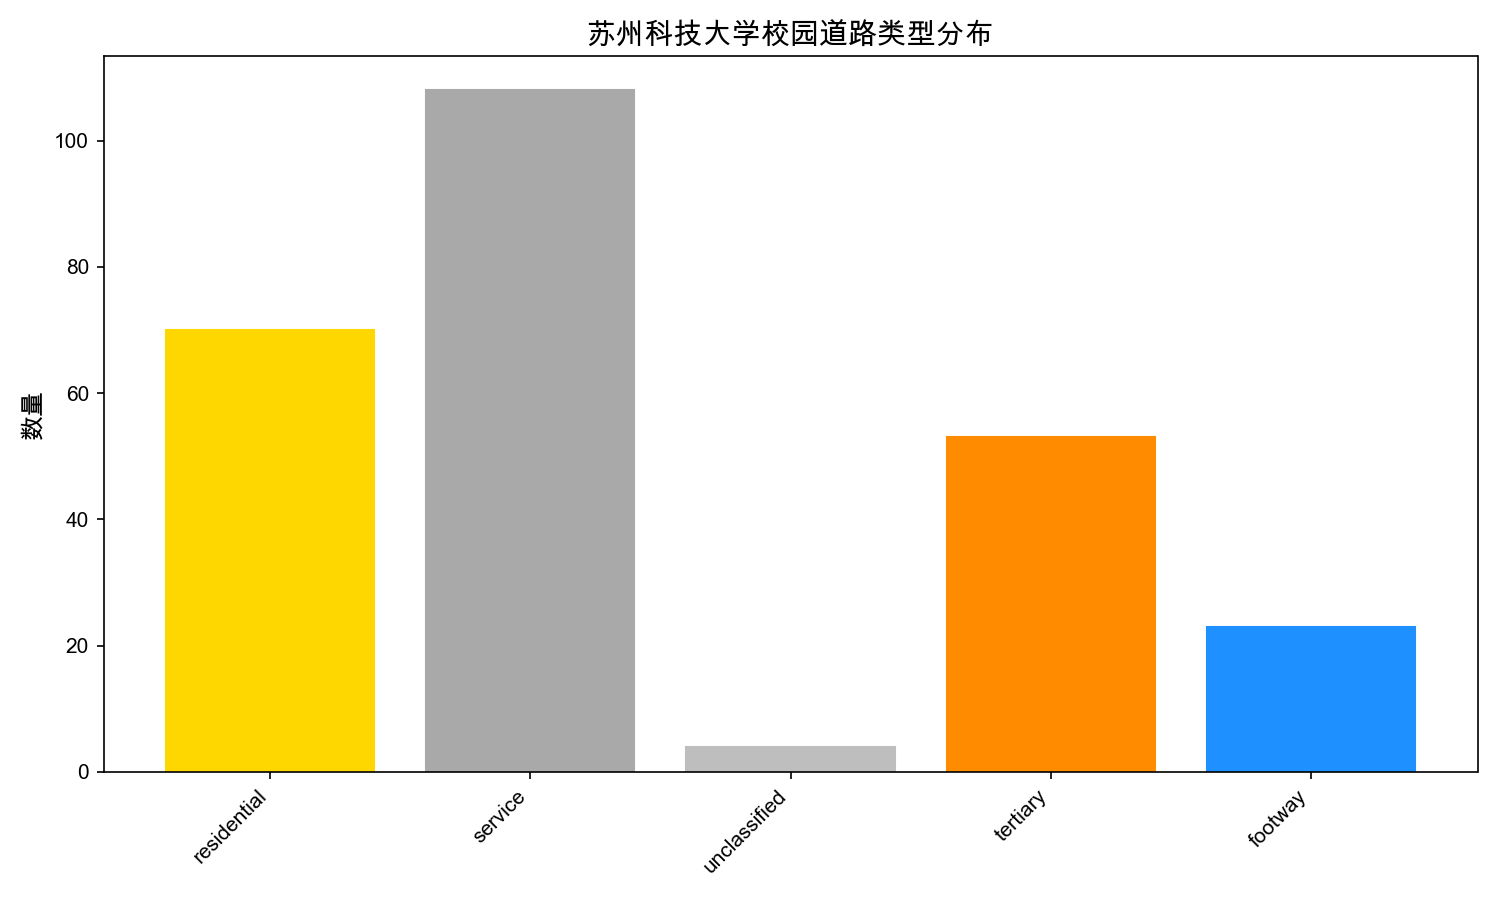 苏州科技大学校园道路类型分布
数量
100
80
60
40
20
0
residential
service
unclassified
tertiary
footway